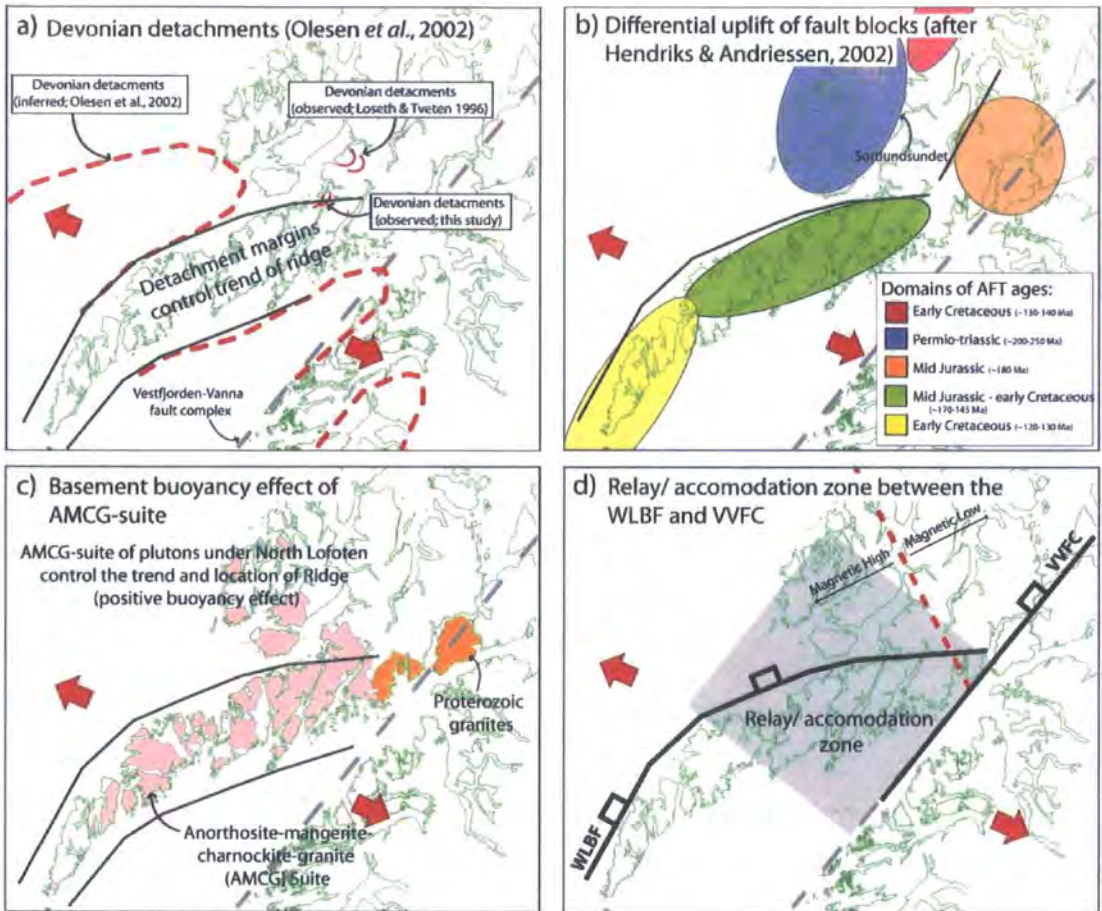 a) Devonian detachments (Olesen et al., 2002)
Devonian detacments
(inferred; Olesen et al., 2002)
Devonian detacments
(observed; Loseth & Tveten 1996)
Devonian detacments
(observed; this study)
Detachment margins
control trend of ridge
Vestfjorden-Vanna
fault complex
b) Differential uplift of fault blocks (after
Hendriks & Andriessen, 2002)
Sortlundsundet
Domains of AFT ages:
Early Cretaceous (~130-140 Ma)
Permio-triassic (~200-250 Ma)
Mid Jurassic (~180 Ma)
Mid Jurassic - early Cretaceous
(~170-145 Ma)
Early Cretaceous (~120-130 Ma)
c) Basement buoyancy effect of
AMCG-suite
AMCG-suite of plutons under North Lofoten
control the trend and location of Ridge
(positive buoyancy effect)
Proterozoic
granites
Anorthosite-mangerite-
charnockite-granite
(AMCG) Suite
d) Relay/ accomodation zone between the
WLBF and VVFC
Magnetic Low
Magnetic High
VVFC
Relay/ accomodation
zone
WLBF